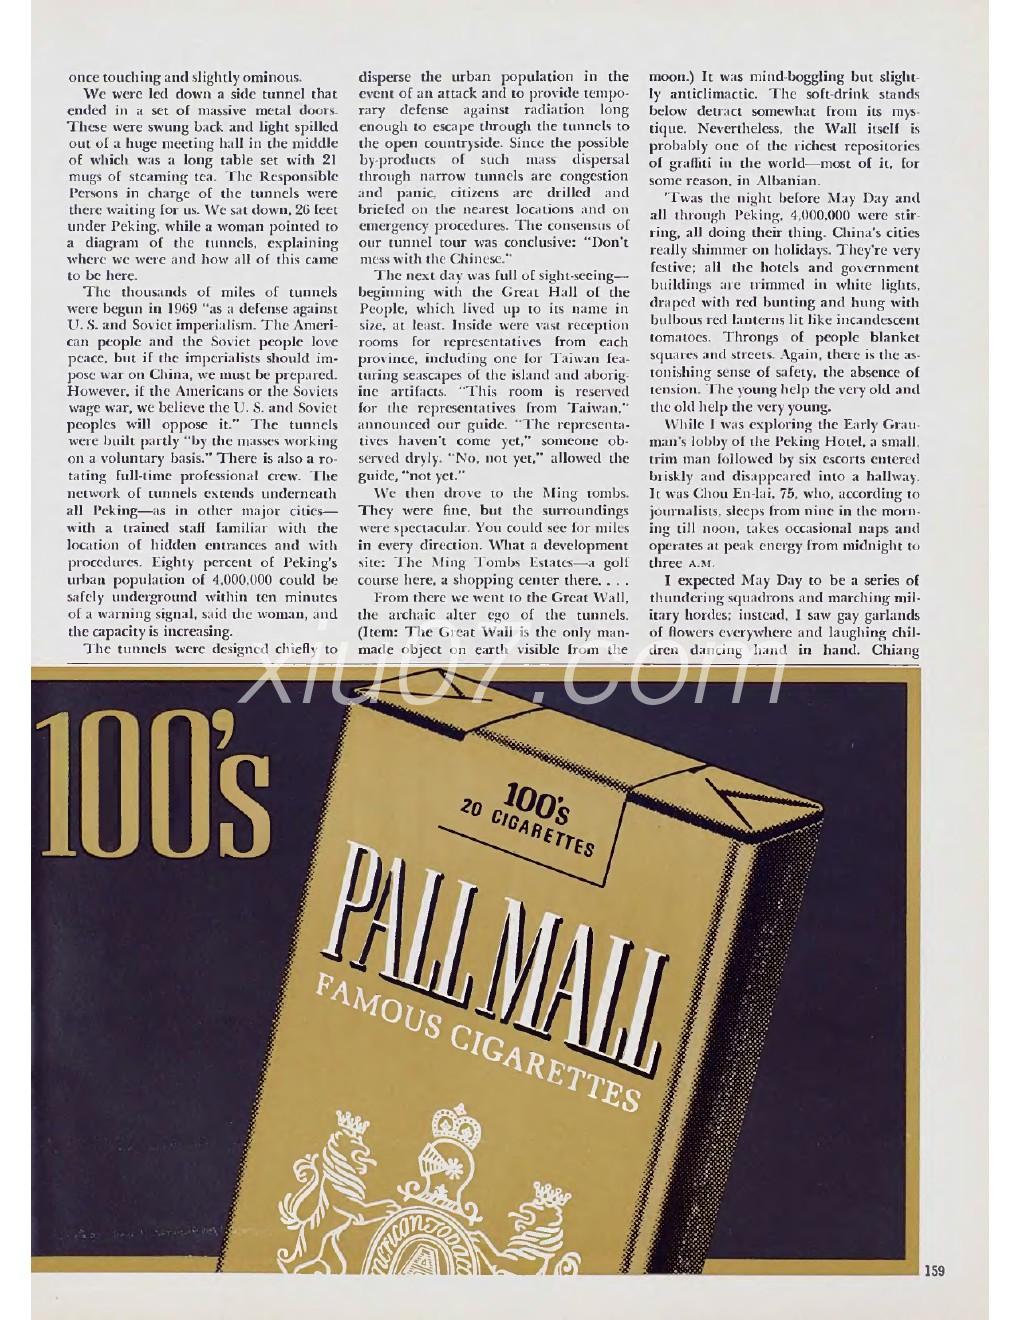 once touching and slightly ominous.
We were led down a side tunnel that
ended in a set of massive metal doors.
These were swung back and light spilled
out of a huge meeting hall in the middle
of which was a long table set with 21
mugs of steaming tea. The Responsible
Persons in charge of the tunnels were
there waiting for us. We sat down, 26 feet
under Peking, while a woman pointed to
a diagram of the tunnels, explaining
where we were and how all of this came
to be here.
The thousands of miles of tunnels
were begun in 1969 "as a defense against
U. S. and Soviet imperialism. The Ameri-
can people and the Soviet people love
peace, but if the imperialists should im-
pose war on China, we must be prepared.
However, if the Americans or the Soviets
wage war, we believe the U. S. and Soviet
peoples will oppose it." The tunnels
were built partly "by the masses working
on a voluntary basis." There is also a ro-
tating full-time professional crew. The
network of tunnels extends underneath
all Peking—as in other major cities—
with a trained staff familiar with the
location of hidden entrances and with
procedures. Eighty percent of Peking's
urban population of 4,000,000 could be
safely underground within ten minutes
of a warning signal, said the woman, and
the capacity is increasing.
The tunnels were designed chiefly to
disperse the urban population in the
event of an attack and to provide tempo-
rary defense against radiation long
enough to escape through the tunnels to
the open countryside. Since the possible
by-products of such mass dispersal
through narrow tunnels are congestion
and panic, citizens are drilled and
briefed on the nearest locations and on
emergency procedures. The consensus of
our tunnel tour was conclusive: "Don't
mess with the Chinese."
The next day was full of sight-seeing—
beginning with the Great Hall of the
People, which lived up to its name in
size, at least. Inside were vast reception
rooms for representatives from each
province, including one for Taiwan fea-
turing seascapes of the island and aborig-
ine artifacts. "This room is reserved
for the representatives from Taiwan,"
announced our guide. "The representa-
tives haven't come yet," someone ob-
served dryly. "No, not yet," allowed the
guide, "not yet."
We then drove to the Ming tombs.
They were fine, but the surroundings
were spectacular. You could see for miles
in every direction. What a development
site: The Ming Tombs Estates—a golf
course here, a shopping center there. . . .
From there we went to the Great Wall,
the archaic alter ego of the tunnels.
(Item: The Great Wall is the only man-
made object on earth visible from the
moon.) It was mind-boggling but slight-
ly anticlimactic. The soft-drink stands
below detract somewhat from its mys-
tique. Nevertheless, the Wall itself is
probably one of the richest repositories
of graffiti in the world—most of it, for
some reason, in Albanian.
'Twas the night before May Day and
all through Peking, 4,000,000 were stir-
ring, all doing their thing. China's cities
really shimmer on holidays. They're very
festive; all the hotels and government
buildings are trimmed in white lights,
draped with red bunting and hung with
bulbous red lanterns lit like incandescent
tomatoes. Throngs of people blanket
squares and streets. Again, there is the as-
tonishing sense of safety, the absence of
tension. The young help the very old and
the old help the very young.
While I was exploring the Early Grau-
man's lobby of the Peking Hotel, a small,
trim man followed by six escorts entered
briskly and disappeared into a hallway.
It was Chou En-lai, 75, who, according to
journalists, sleeps from nine in the morn-
ing till noon, takes occasional naps and
operates at peak energy from midnight to
three A.M.
I expected May Day to be a series of
thundering squadrons and marching mil-
itary hordes; instead, I saw gay garlands
of flowers everywhere and laughing chil-
dren dancing hand in hand. Chiang
xiu07.com
100's
100's
20 CIGARETTES
PALL MALL
FAMOUS CIGARETTES
AMERICAN TOBAC
159